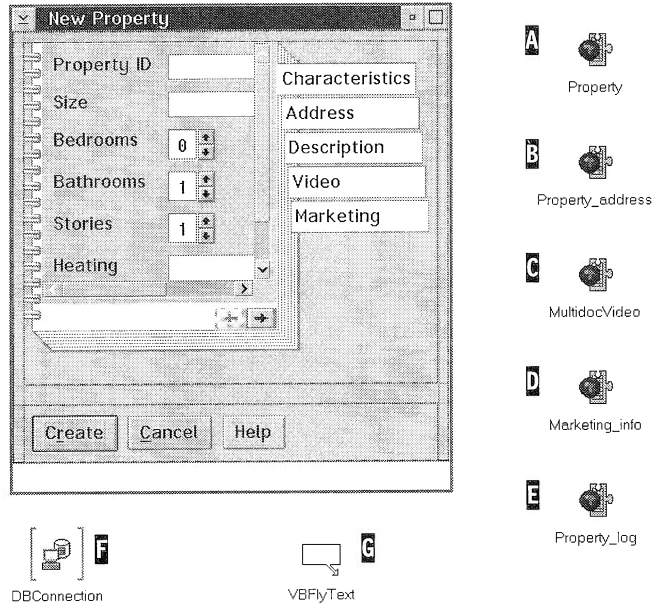 New Property
Property ID
Size
Bedrooms 0
Bathrooms 1
Stories 1
Heating
Characteristics
Address
Description
Video
Marketing
Create Cancel Help
A
Property
B
Property_address
C
MultidocVideo
D
Marketing_info
E
Property_log
F
DBConnection
G
VBFlyText